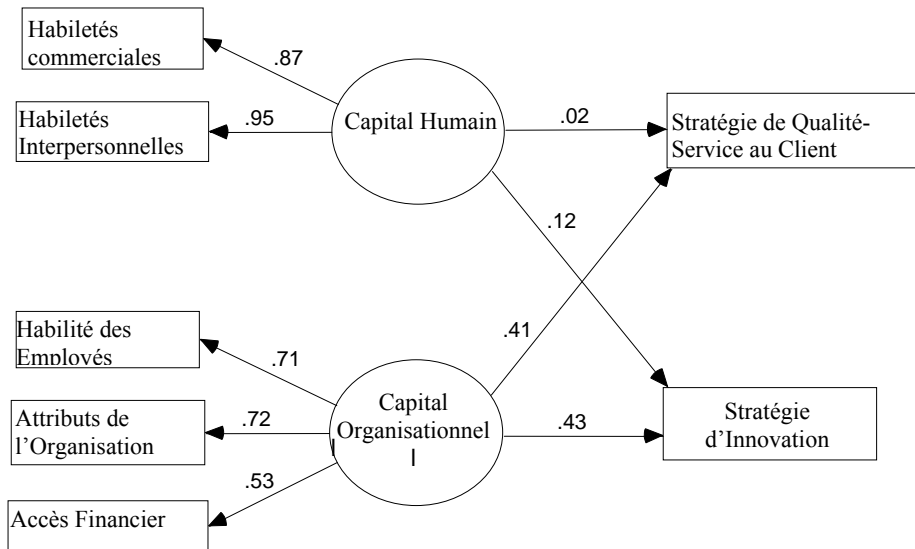 Habiletés
commerciales
.87
Habiletés
Interpersonnelles
.95
Capital Humain
.02
Stratégie de Qualité-
Service au Client
.12
Habilité des
Employés
.71
.41
Attributs de
l’Organisation
.72
Capital
Organisationnel
.43
Stratégie
d’Innovation
.53
Accès Financier